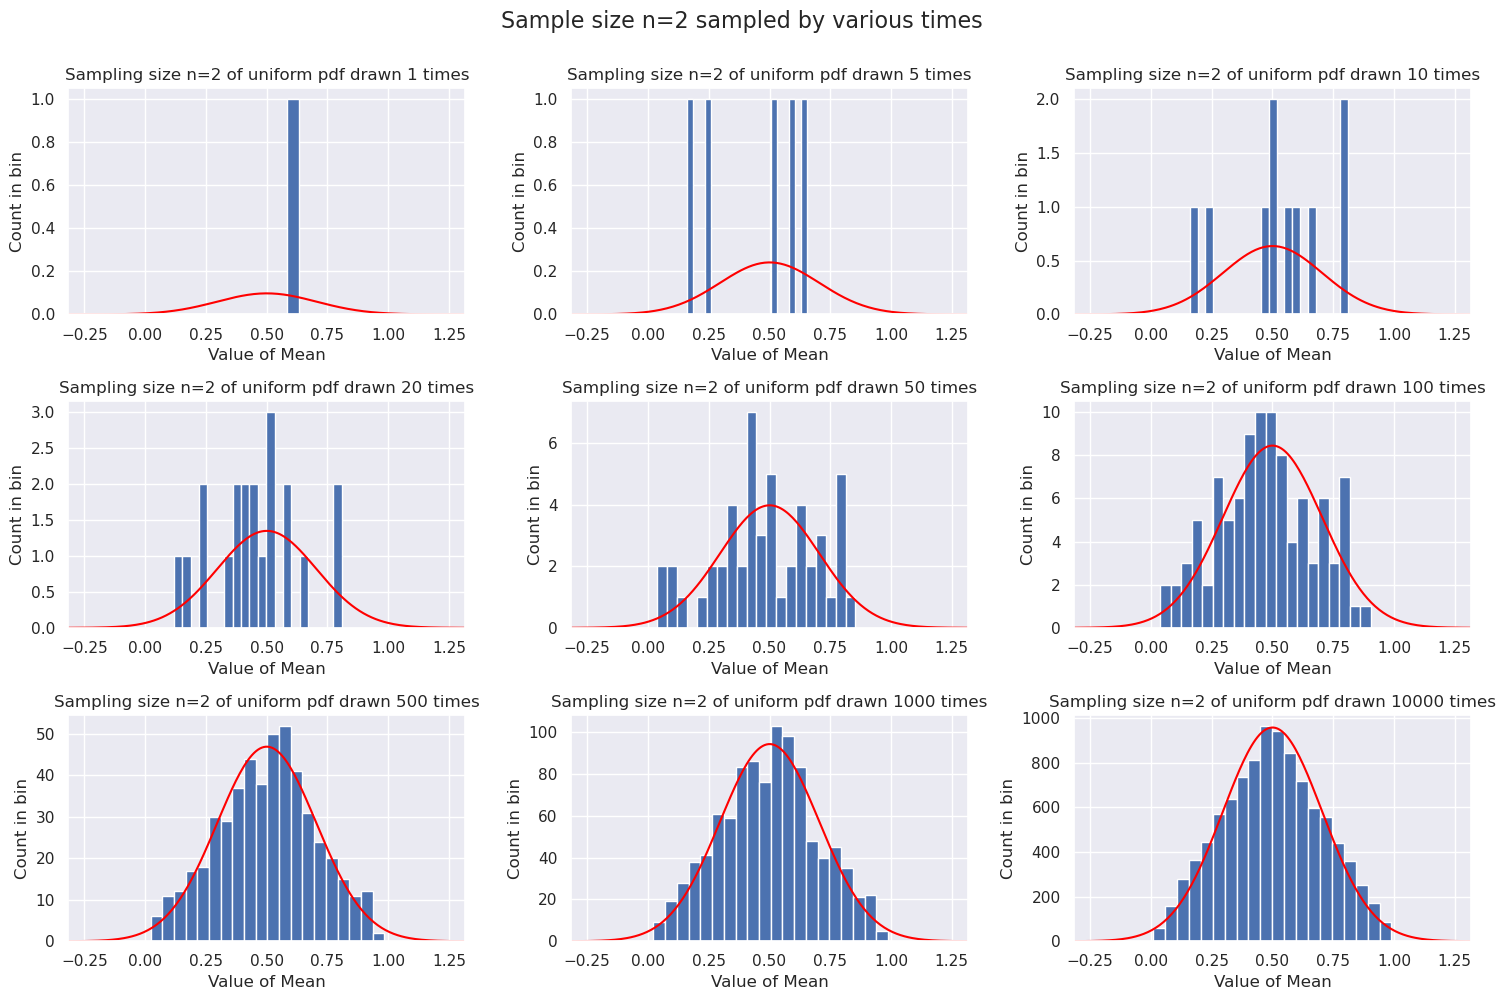 Sample size n=2 sampled by various times
Sampling size n=2 of uniform pdf drawn 1 times
1.0
0.8
0.6
0.4
0.2
0.0
Count in bin
−0.25 0.00 0.25 0.50 0.75 1.00 1.25
Value of Mean
Sampling size n=2 of uniform pdf drawn 5 times
1.0
0.8
0.6
0.4
0.2
0.0
Count in bin
−0.25 0.00 0.25 0.50 0.75 1.00 1.25
Value of Mean
Sampling size n=2 of uniform pdf drawn 10 times
2.0
1.5
1.0
0.5
0.0
Count in bin
−0.25 0.00 0.25 0.50 0.75 1.00 1.25
Value of Mean
Sampling size n=2 of uniform pdf drawn 20 times
3.0
2.5
2.0
1.5
1.0
0.5
0.0
Count in bin
−0.25 0.00 0.25 0.50 0.75 1.00 1.25
Value of Mean
Sampling size n=2 of uniform pdf drawn 50 times
6
4
2
0
Count in bin
−0.25 0.00 0.25 0.50 0.75 1.00 1.25
Value of Mean
Sampling size n=2 of uniform pdf drawn 100 times
10
8
6
4
2
0
Count in bin
−0.25 0.00 0.25 0.50 0.75 1.00 1.25
Value of Mean
Sampling size n=2 of uniform pdf drawn 500 times
50
40
30
20
10
0
Count in bin
−0.25 0.00 0.25 0.50 0.75 1.00 1.25
Value of Mean
Sampling size n=2 of uniform pdf drawn 1000 times
100
80
60
40
20
0
Count in bin
−0.25 0.00 0.25 0.50 0.75 1.00 1.25
Value of Mean
Sampling size n=2 of uniform pdf drawn 10000 times
1000
800
600
400
200
0
Count in bin
−0.25 0.00 0.25 0.50 0.75 1.00 1.25
Value of Mean